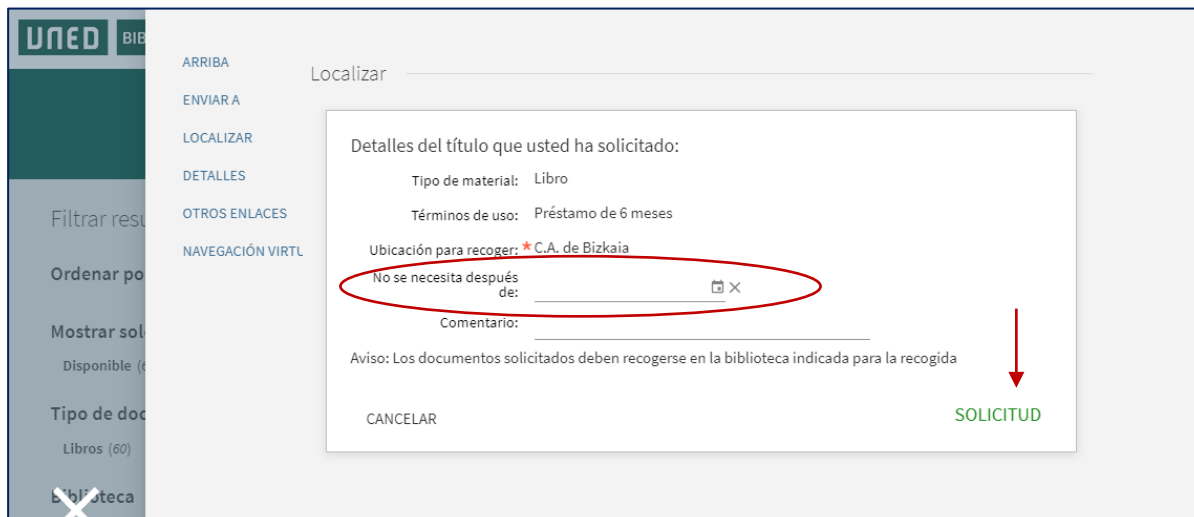 UNED BIB
ARRIBA
ENVIAR A
LOCALIZAR
DETALLES
OTROS ENLACES
NAVEGACIÓN VIRTU
Filtrar resu
Ordenar po
Mostrar sol
Disponible (6
Tipo de doc
Libros (60)
Biblioteca
Localizar
Detalles del título que usted ha solicitado:
Tipo de material: Libro
Términos de uso: Préstamo de 6 meses
Ubicación para recoger: *C.A. de Bizkaia
No se necesita después
de:
Comentario:
Aviso: Los documentos solicitados deben recogerse en la biblioteca indicada para la recogida
CANCELAR
SOLICITUD